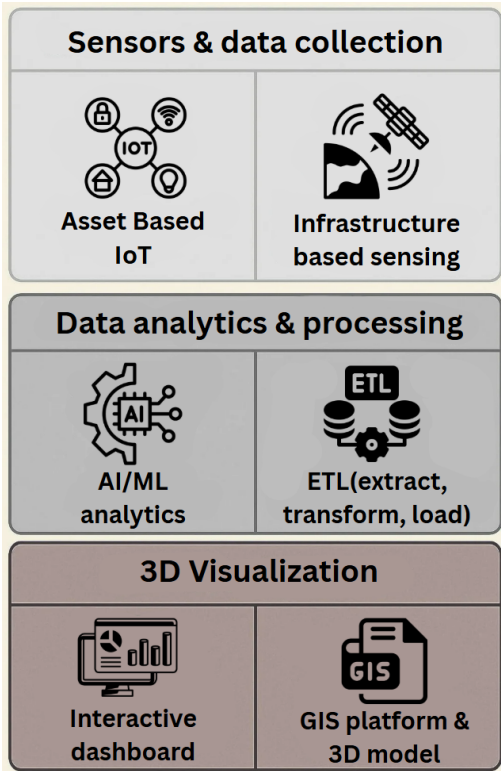 Sensors & data collection
IOT
Asset Based
IoT
Infrastructure
based sensing
Data analytics & processing
AI
AI/ML
analytics
ETL
ETL(extract,
transform, load)
3D Visualization
Interactive
dashboard
GIS
GIS platform &
3D model